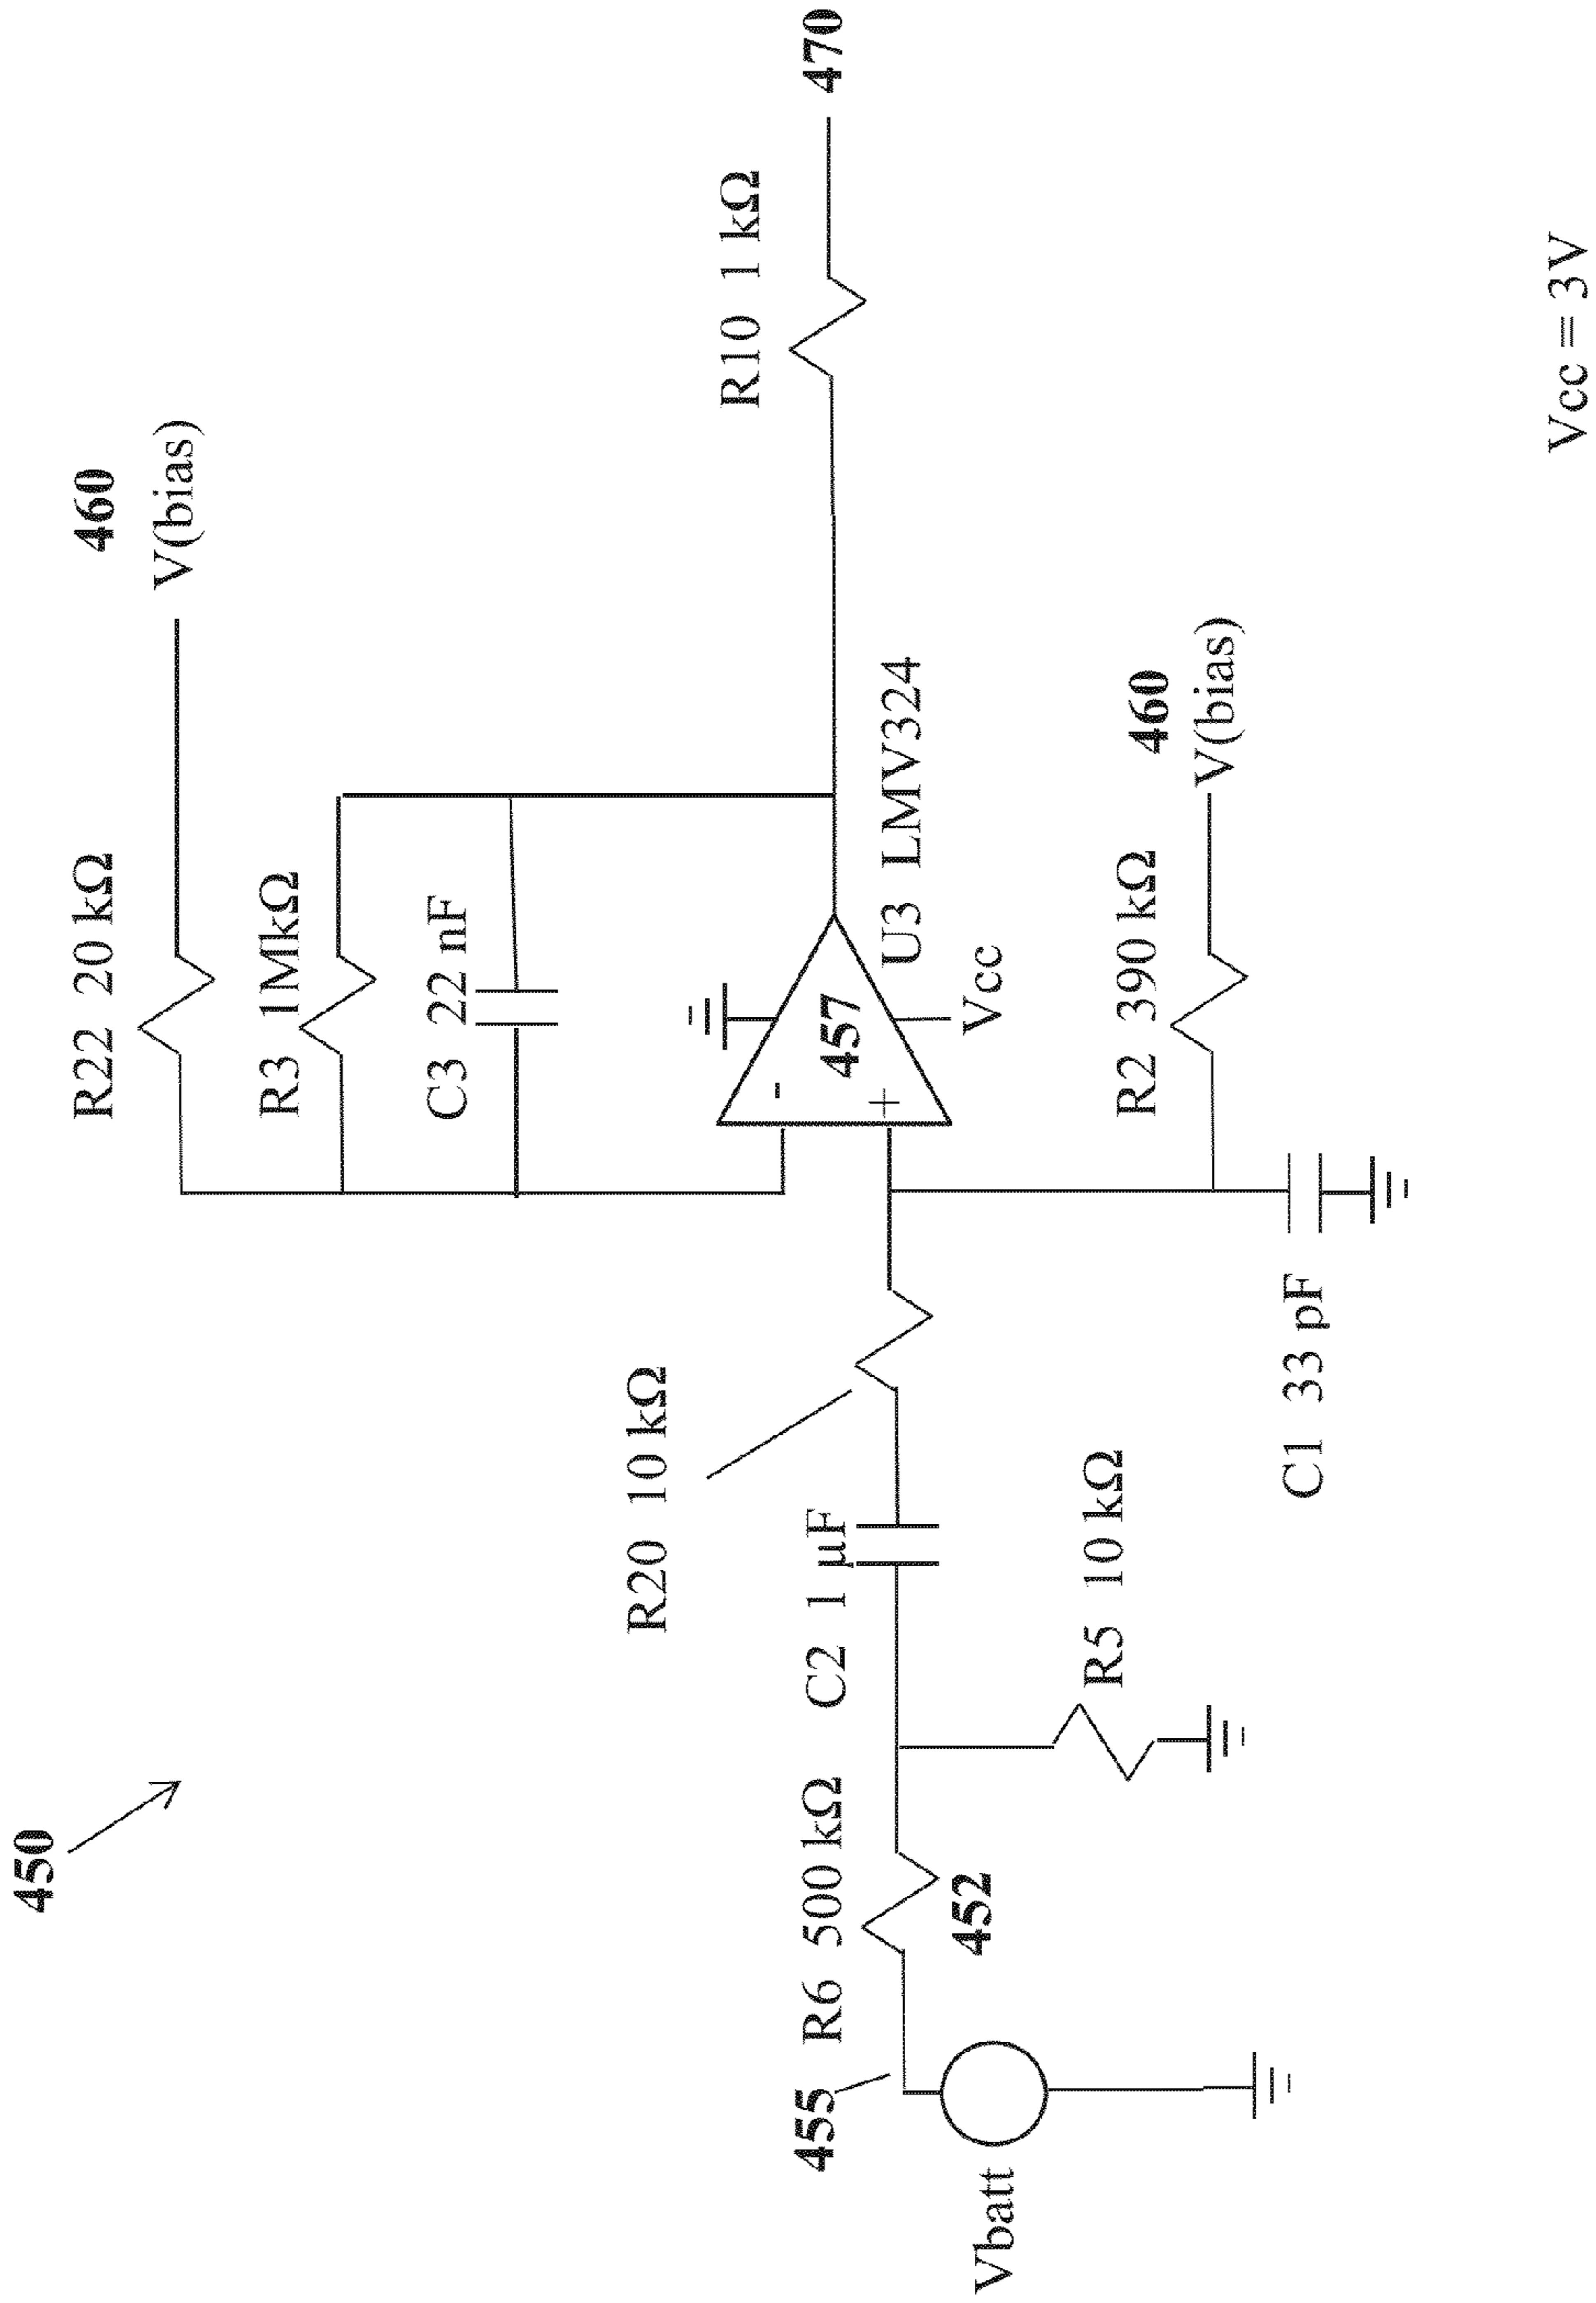 450
460
V(bias)
R22 20 kΩ
R3 1MkΩ
C3 22 nF
470
R10 1 kΩ
R20 10 kΩ
455
R6 500 kΩ
C2 1 µF
-
+
457
U3 LMV324
Vcc
452
Vbatt
R5 10 kΩ
R2 390 kΩ
460
V(bias)
C1 33 pF
Vcc = 3V